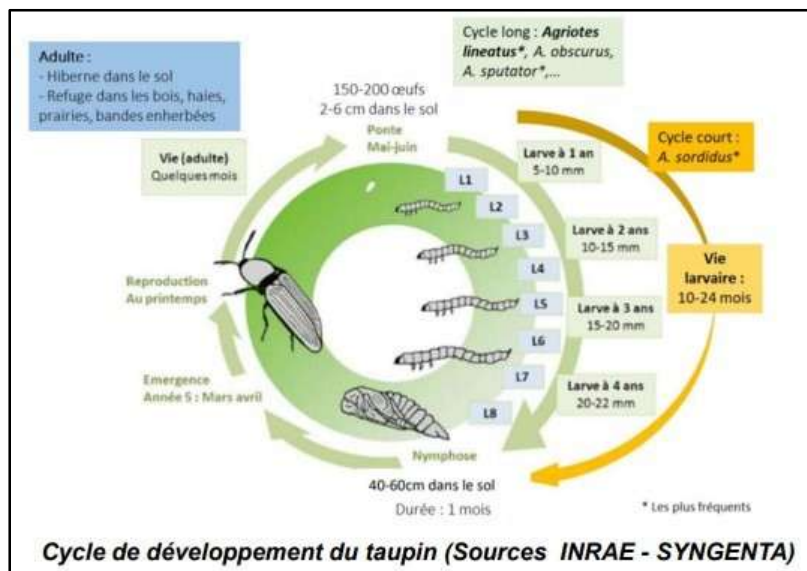 Adulte :
- Hiberne dans le sol
- Refuge dans les bois, haies,
prairies, bandes enherbées
150-200 œufs
2-6 cm dans le sol
Ponte
Mai-juin
Cycle long : Agriotes
lineatus*, A. obscurus,
A. sputator*,...
Cycle court :
A. sordidus*
Vie (adulte)
Quelques mois
Larve à 1 an
5-10 mm
L1
L2
L3
L4
L5
L6
L7
L8
Larve à 2 ans
10-15 mm
Vie
larvaire :
10-24 mois
Larve à 3 ans
15-20 mm
Larve à 4 ans
20-22 mm
Reproduction
Au printemps
Emergence
Année 5 : Mars avril
Nymphose
40-60cm dans le sol
Durée : 1 mois
* Les plus fréquents
Cycle de développement du taupin (Sources INRAE - SYNGENTA)